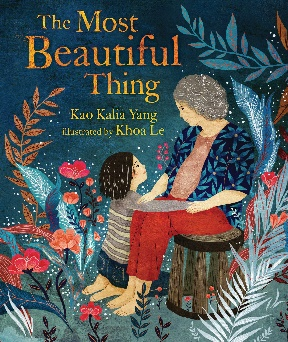 The Most
Beautiful
Thing
Kao Kalia Yang
illustrated by Khoa Le